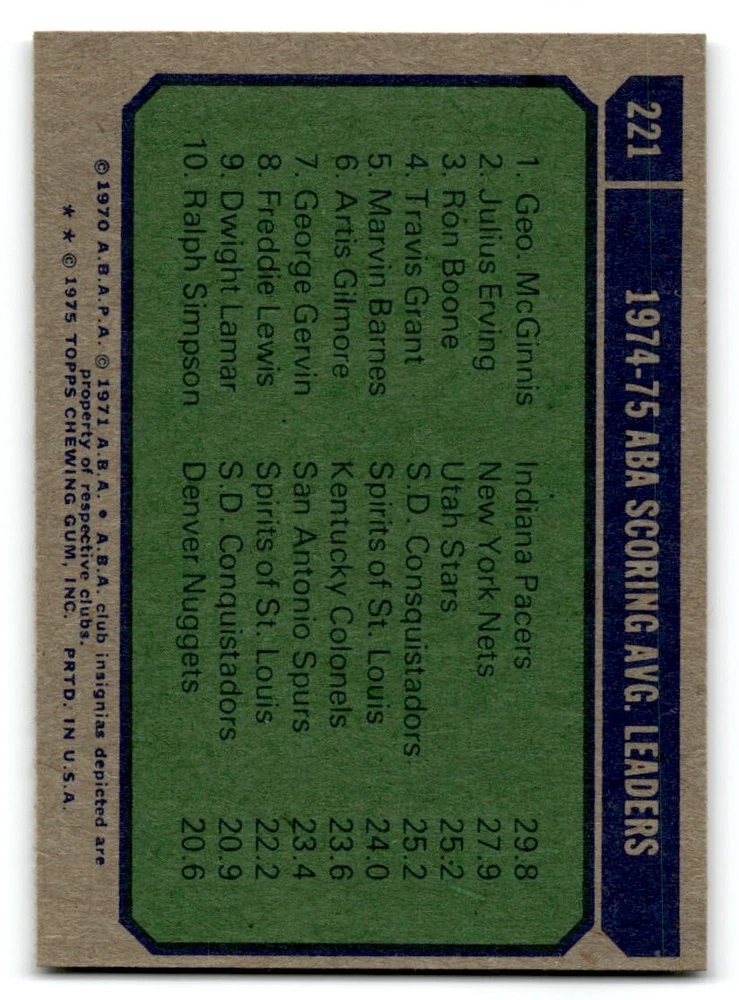 221 1974-75 ABA SCORING AVG. LEADERS
1. Geo. McGinnis Indiana Pacers 29.8
2. Julius Erving New York Nets 27.9
3. Ron Boone Utah Stars 25.2
4. Travis Grant S.D. Consquistadors 25.2
5. Marvin Barnes Spirits of St. Louis 24.0
6 Artis Gilmore Kentucky Colonels 23.6
7. George Gervin San Antonio Spurs 23.4
8. Freddie Lewis Spirits of St. Louis 22.2
9. Dwight Lamar S.D. Conquistadors 20.9
10. Ralph Simpson Denver Nuggets 20.6
© 1970 A.B.A.P.A. © 1971 A.B.A. • A.B.A. club insignias depicted are
property of respective clubs.
* * © 1975 TOPPS CHEWING GUM, INC. PRTD. IN U.S.A.